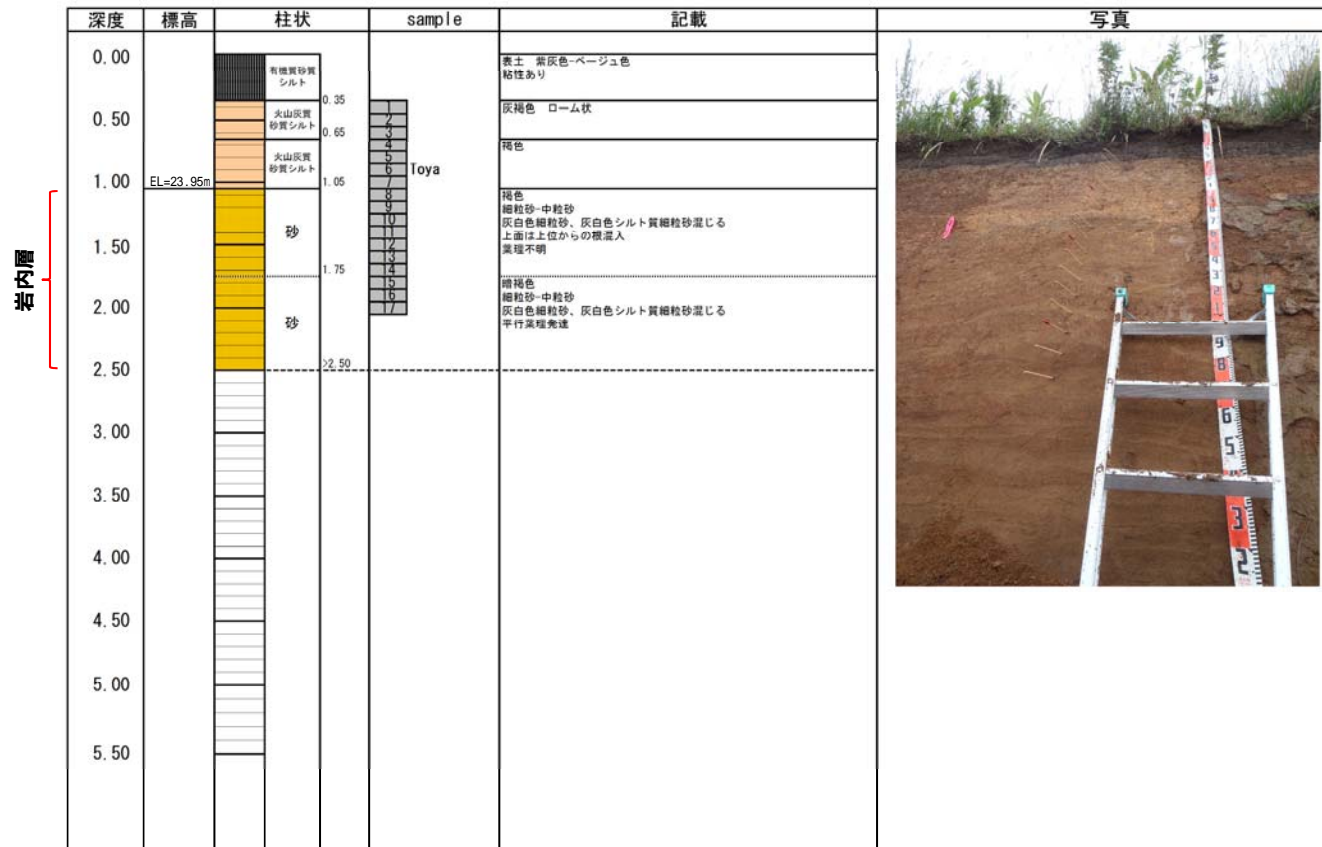 深度 標高 柱状 sample 記載 写真
0.00
有機質砂質
シルト
表土 紫灰色-ベージュ色
粘性あり
0.35
0.50
火山灰質
砂質シルト
灰褐色 ローム状
0.65
1
2
3
火山灰質
砂質シルト
褐色
4
5
6
7
Toya
1.00
EL=23.95m
1.05
岩内層
砂
褐色
細粒砂-中粒砂
灰白色細粒砂、灰白色シルト質細粒砂混じる
上面は上位からの根混入
葉理不明
8
9
10
11
12
13
14
1.50
1.75
砂
暗褐色
細粒砂-中粒砂
灰白色細粒砂、灰白色シルト質細粒砂混じる
平行葉理発達
15
16
17
2.00
>2.50
2.50
3.00
3.50
4.00
4.50
5.00
5.50
9
8
6
5
3
2